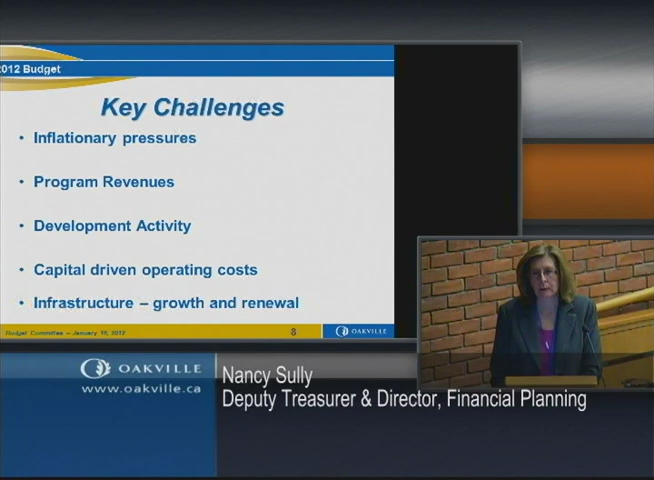 2012 Budget
Key Challenges
• Inflationary pressures
• Program Revenues
• Development Activity
• Capital driven operating costs
• Infrastructure – growth and renewal
Budget Committee – January 16, 2012
8
OAKVILLE
OAKVILLE
www.oakville.ca
Nancy Sully
Deputy Treasurer & Director, Financial Planning